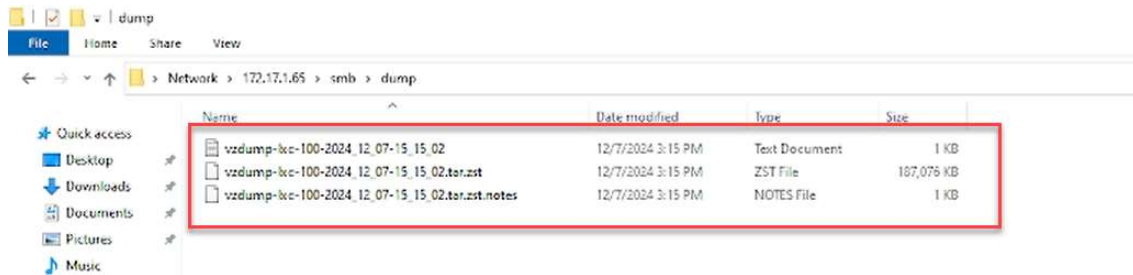 dump
File Home Share View
Network > 172.17.1.65 > smb > dump
Name Date modified Type Size
Quick access
vzdump-lxc-100-2024_12_07-15_15_02 12/7/2024 3:15 PM Text Document 1 KB
Desktop
vzdump-lxc-100-2024_12_07-15_15_02.tar.zst 12/7/2024 3:15 PM ZST File 187,076 KB
Downloads
vzdump-lxc-100-2024_12_07-15_15_02.tar.zst.notes 12/7/2024 3:15 PM NOTES File 1 KB
Documents
Pictures
Music